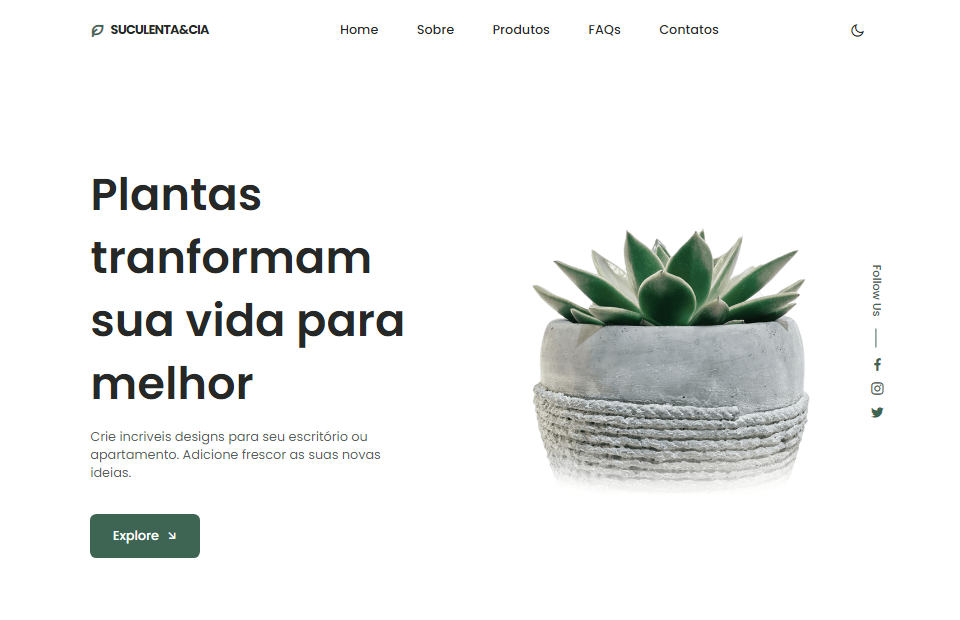 SUCULENTA&CIA
Home Sobre Produtos FAQs Contatos
Plantas
tranformam
sua vida para
melhor
Crie incriveis designs para seu escritório ou
apartamento. Adicione frescor as suas novas
ideias.
Explore
Follow Us